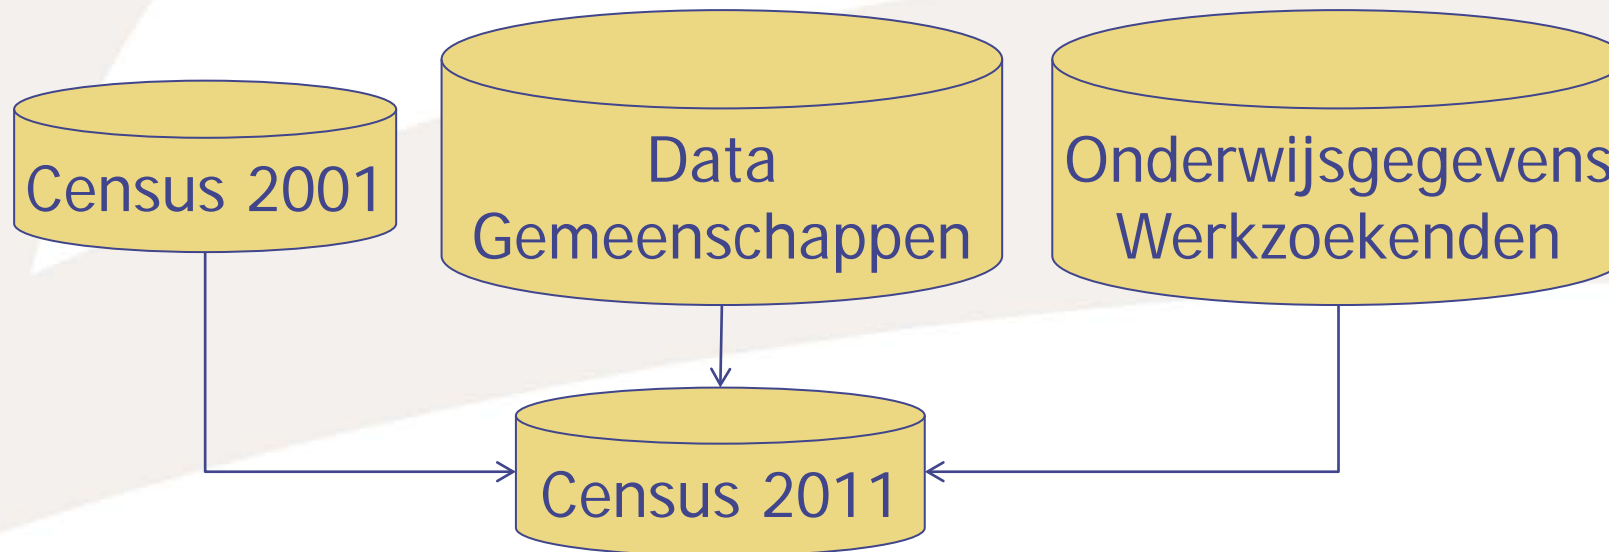 Census 2001
Data
Gemeenschappen
Onderwijsgegevens
Werkzoekenden
Census 2011